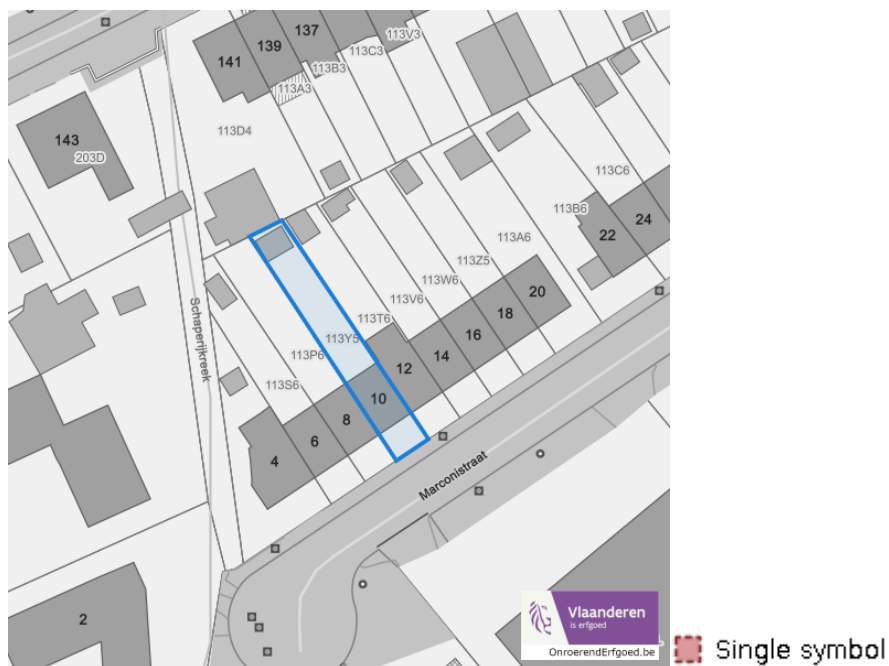 137
139
141
113V3
113C3
113B3
113A3
113D4
143
203D
113C6
113B6
24
22
113A6
113Z5
113W6
113V6
113T6
113Y5
113P6
113S6
20
18
16
14
12
10
8
6
4
2
Schaperijkreek
Marconistraat
Vlaanderen
is erfgoed
OnroerendErfgoed.be
Single symbol